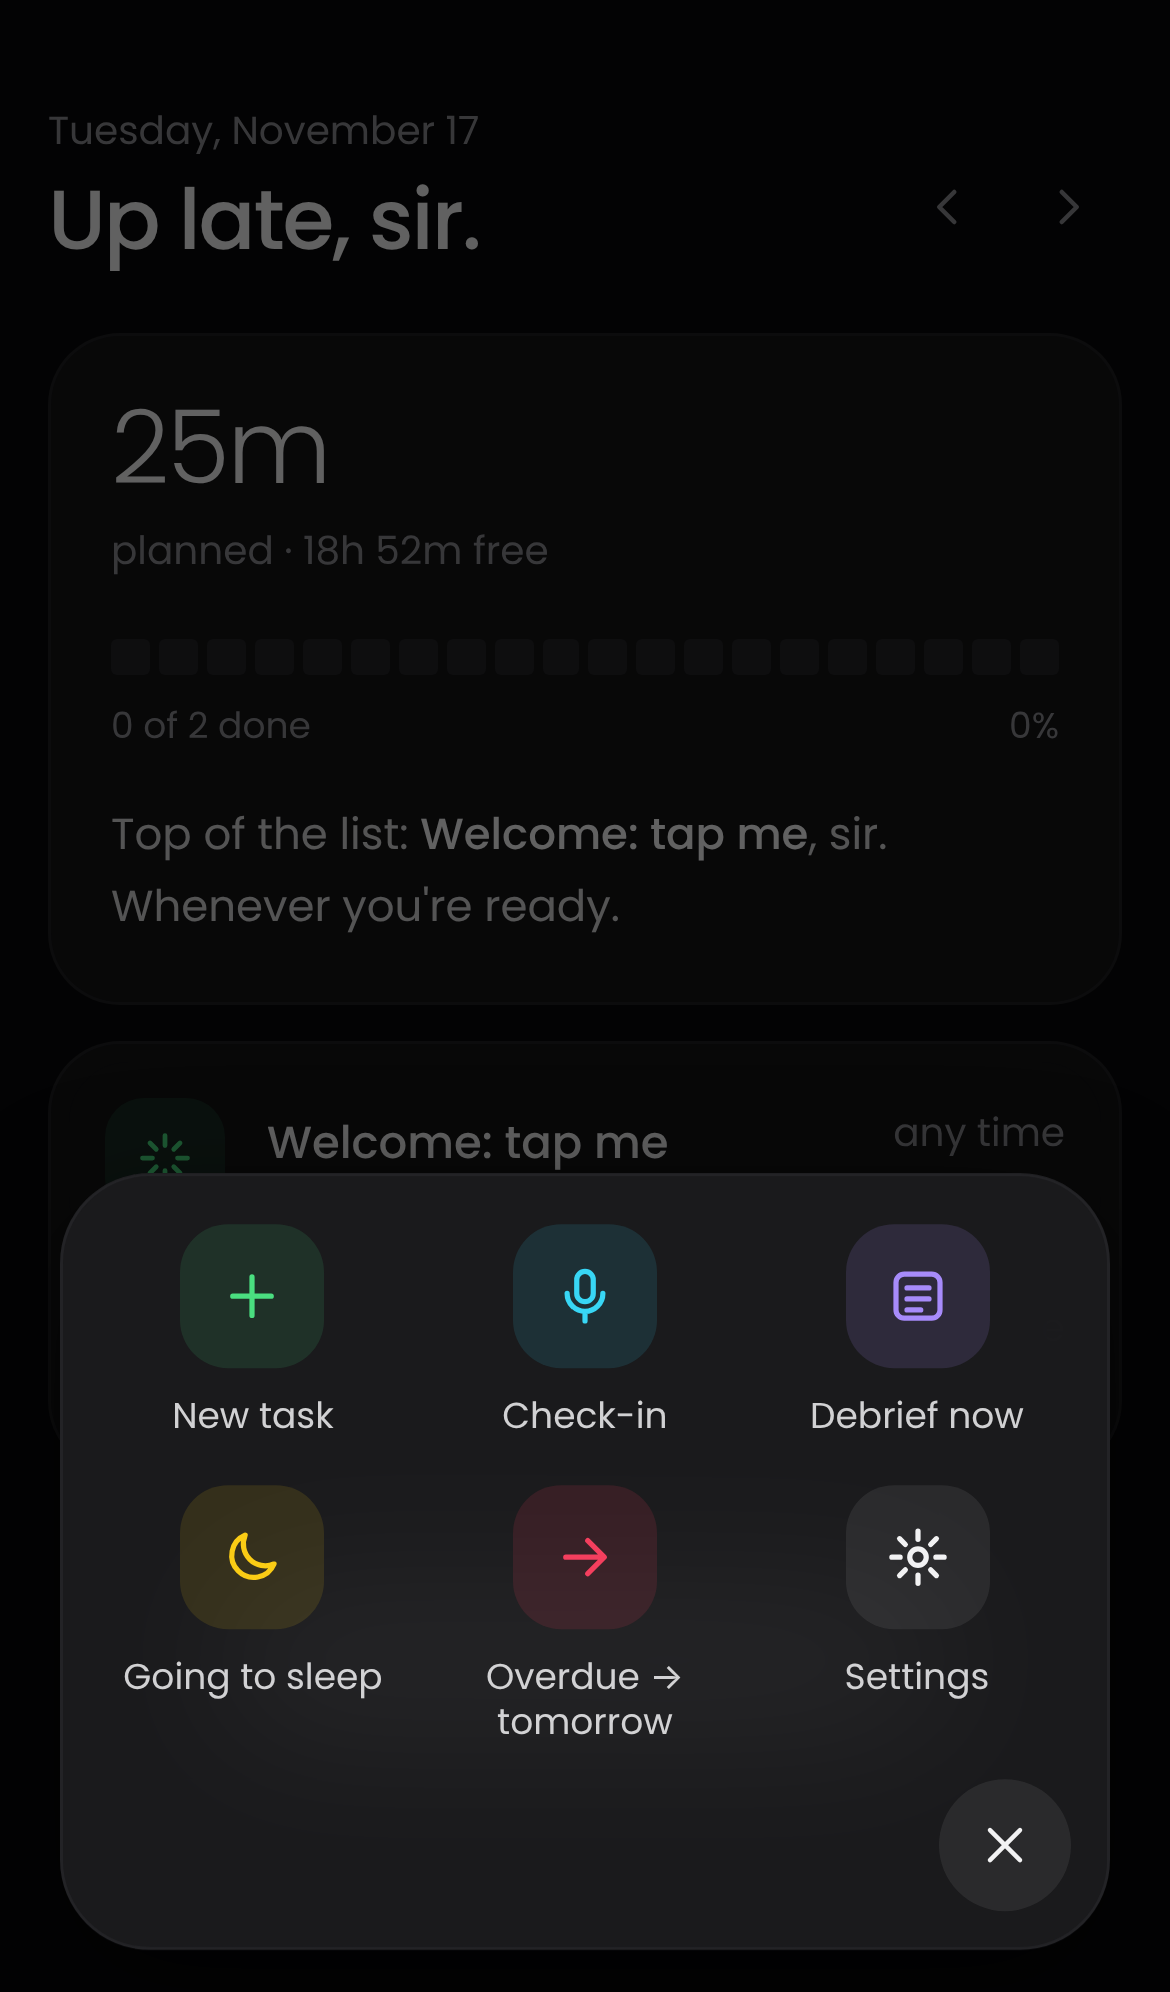 Tuesday, November 17
Up late, sir.
25m
planned · 18h 52m free
0 of 2 done
0%
Top of the list: Welcome: tap me, sir.
Whenever you're ready.
Welcome: tap me
any time
New task
Check-in
Debrief now
Going to sleep
Overdue →
tomorrow
Settings